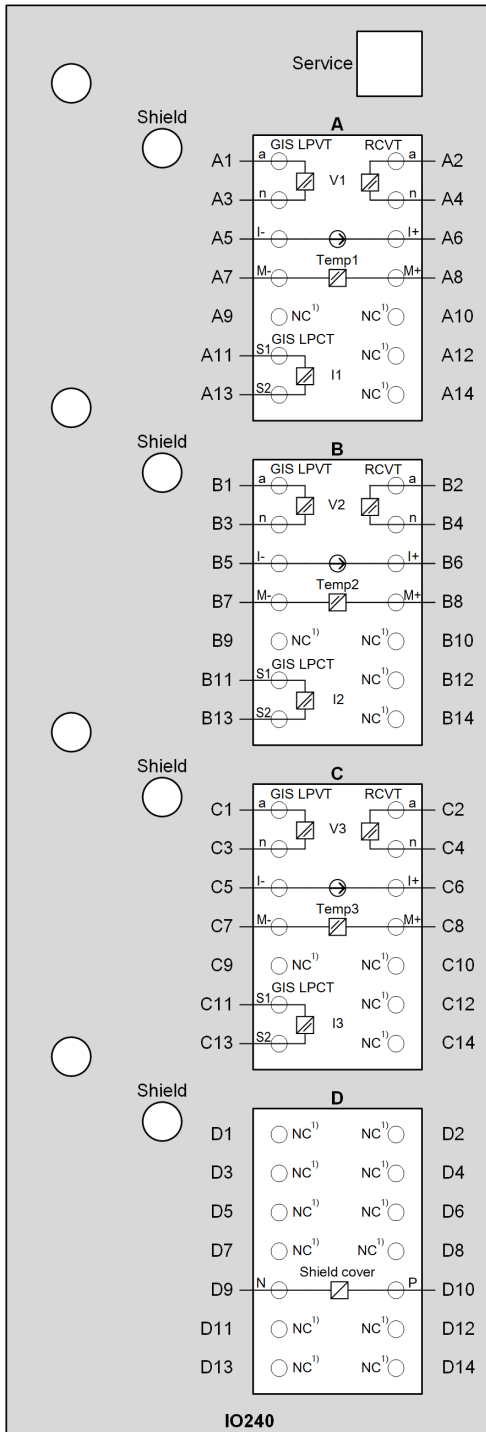 Service
Shield
A
GIS LPVT RCVT
A1 a a A2
V1
A3 n n A4
A5 I- I+ A6
Temp1
A7 M- M+ A8
A9 NC1) NC1) A10
GIS LPCT
A11 S1 NC1) A12
I1
A13 S2 NC1) A14
Shield
B
GIS LPVT RCVT
B1 a a B2
V2
B3 n n B4
B5 I- I+ B6
Temp2
B7 M- M+ B8
B9 NC1) NC1) B10
GIS LPCT
B11 S1 NC1) B12
I2
B13 S2 NC1) B14
Shield
C
GIS LPVT RCVT
C1 a a C2
V3
C3 n n C4
C5 I- I+ C6
Temp3
C7 M- M+ C8
C9 NC1) NC1) C10
GIS LPCT
C11 S1 NC1) C12
I3
C13 S2 NC1) C14
Shield
D
D1 NC1) NC1) D2
D3 NC1) NC1) D4
D5 NC1) NC1) D6
D7 NC1) NC1) D8
Shield cover
D9 N P D10
D11 NC1) NC1) D12
D13 NC1) NC1) D14
IO240